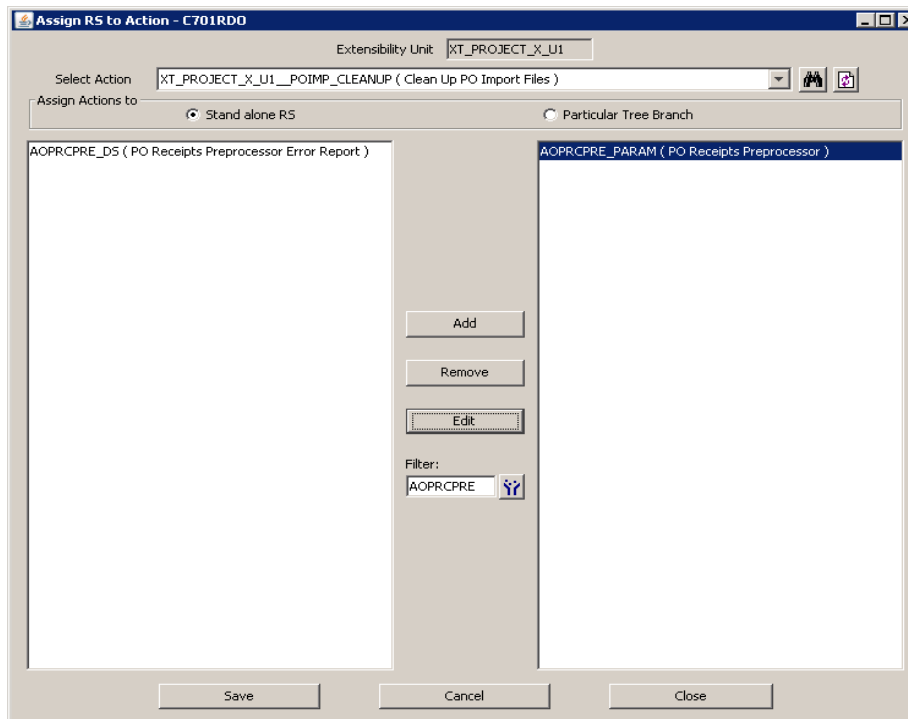 Assign RS to Action - C701RDO
Extensibility Unit XT_PROJECT_X_U1
Select Action XT_PROJECT_X_U1__POIMP_CLEANUP ( Clean Up PO Import Files )
Assign Actions to
Stand alone RS Particular Tree Branch
AOPRCPRE_DS ( PO Receipts Preprocessor Error Report ) AOPRCPRE_PARAM ( PO Receipts Preprocessor )
Add
Remove
Edit
Filter:
AOPRCPRE
Save Cancel Close